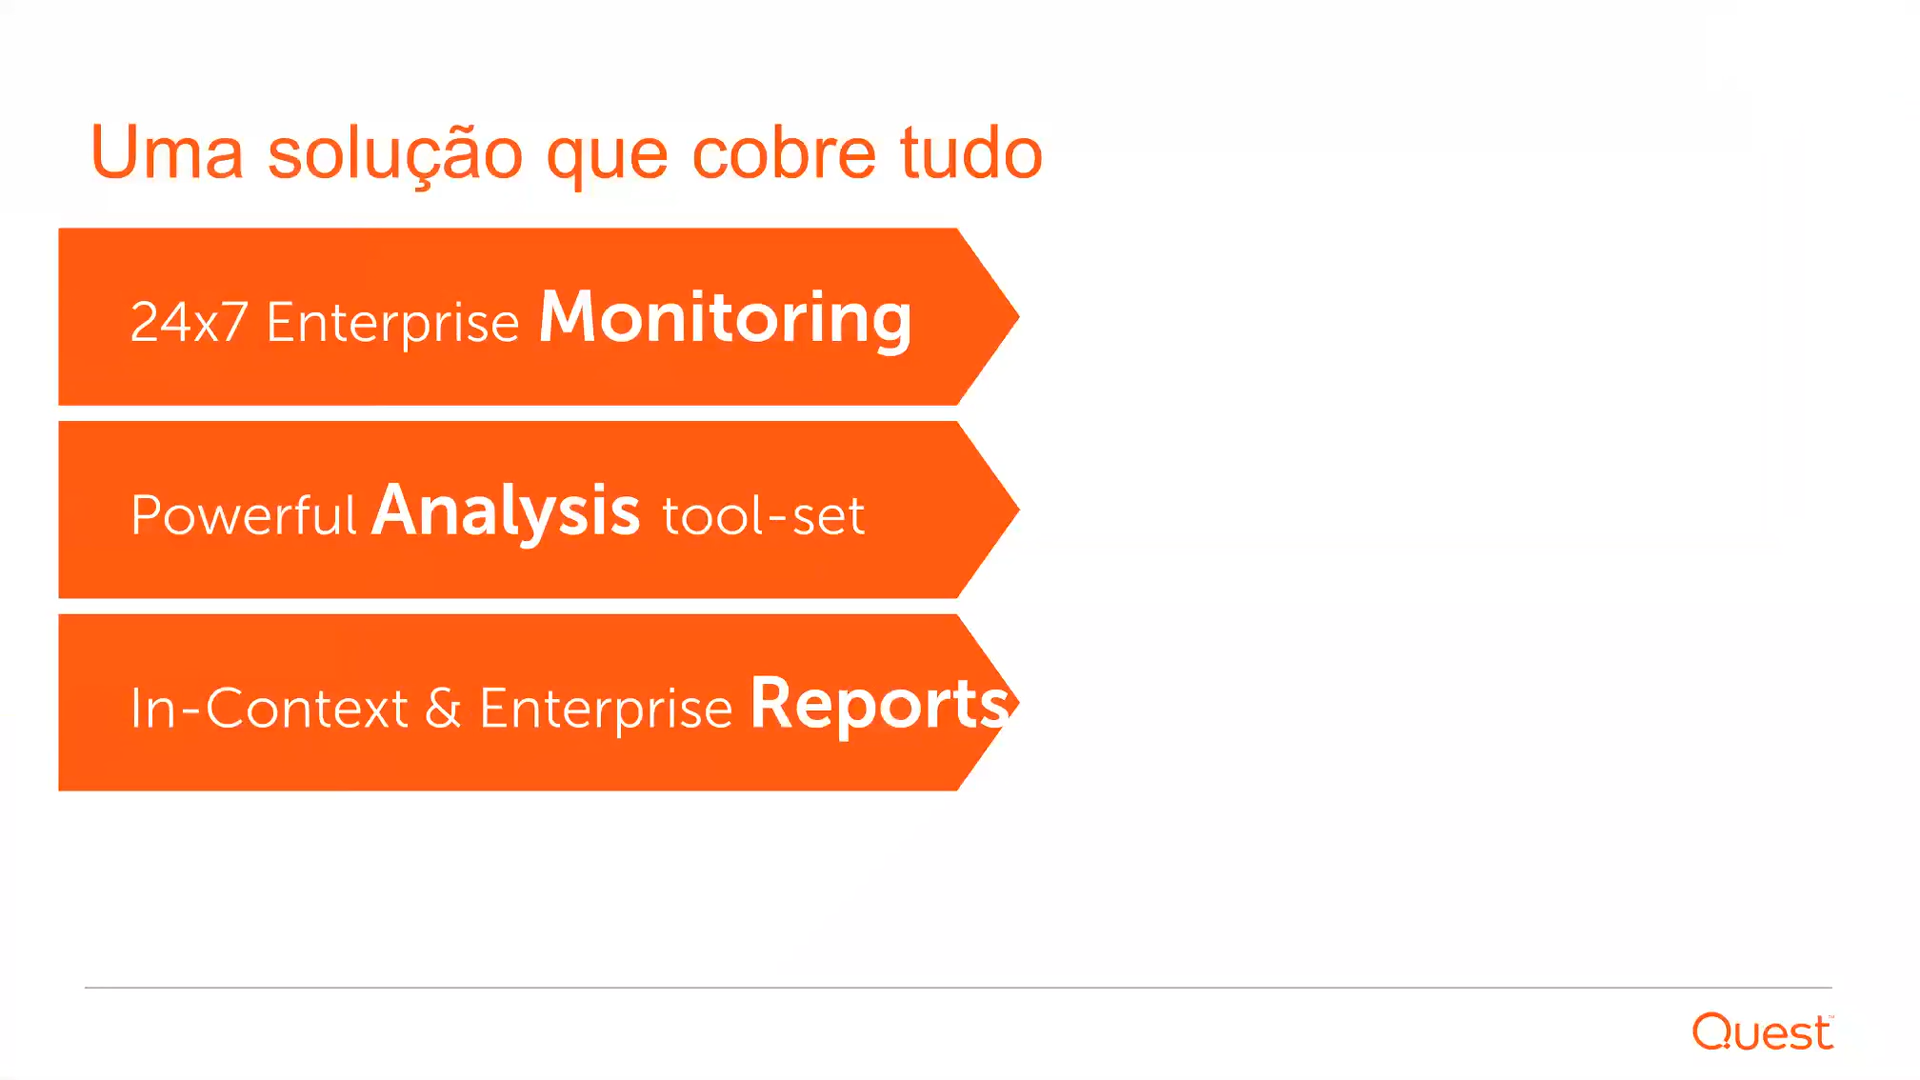 Uma solução que cobre tudo
24x7 Enterprise Monitoring
Powerful Analysis tool-set
In-Context & Enterprise Reports
Quest